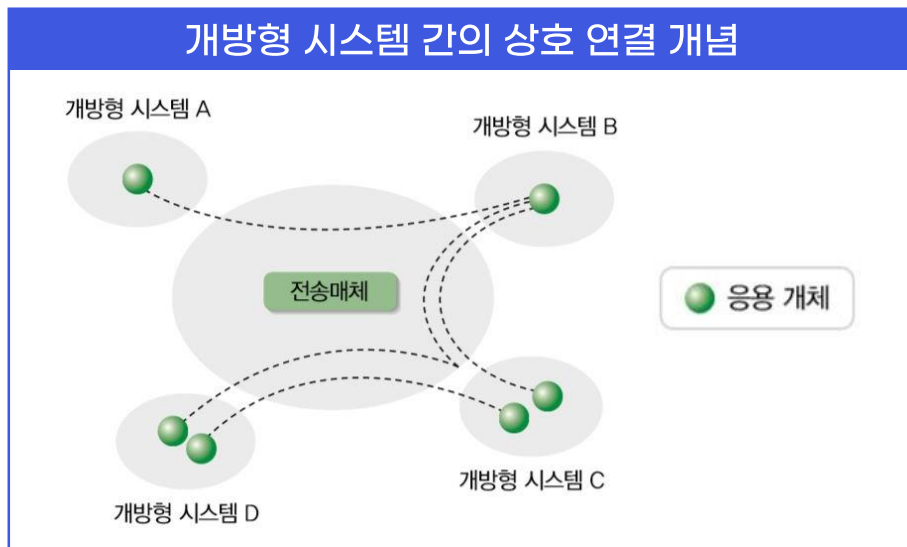 개방형 시스템 간의 상호 연결 개념
개방형 시스템 A
개방형 시스템 B
전송매체
응용 개체
개방형 시스템 C
개방형 시스템 D